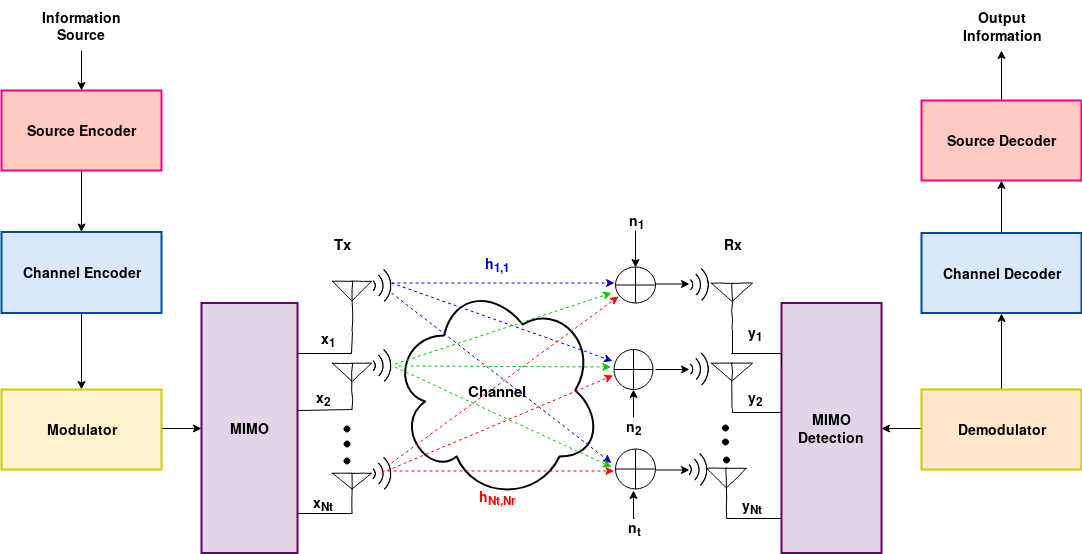 Information
Source
Output
Information
Source Encoder
Source Decoder
n1
Tx
Rx
h1,1
Channel Encoder
Channel Decoder
x1
y1
Channel
x2
y2
n2
Modulator
MIMO
MIMO
Detection
Demodulator
hNt,Nr
xNt
yNt
nt